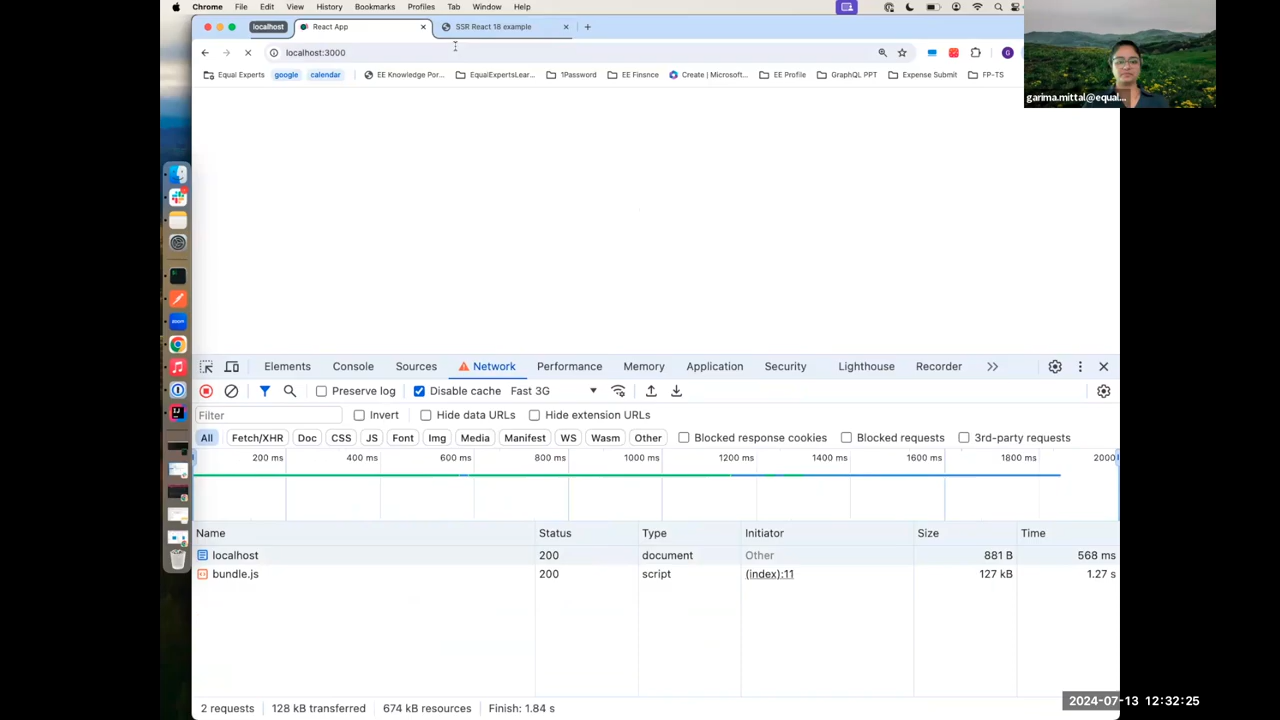 Chrome File Edit View History Bookmarks Profiles Tab Window Help
localhost React App SSR React 18 example
localhost:3000 G
Equal Experts google calendar EE Knowledge Por... EqualExpertsLear... 1Password EE Finsnce Create | Microsoft... EE Profile GraphQL PPT Expense Submit FP-TS
garima.mittal@equal...
Elements Console Sources Network Performance Memory Application Security Lighthouse Recorder
Preserve log Disable cache Fast 3G
Filter Invert Hide data URLs Hide extension URLs
All Fetch/XHR Doc CSS JS Font Img Media Manifest WS Wasm Other Blocked response cookies Blocked requests 3rd-party requests
200 ms 400 ms 600 ms 800 ms 1000 ms 1200 ms 1400 ms 1600 ms 1800 ms 2000
Name Status Type Initiator Size Time
localhost 200 document Other 881 B 568 ms
bundle.js 200 script (index):11 127 kB 1.27 s
2 requests 128 kB transferred 674 kB resources Finish: 1.84 s
2024-07-13 12:32:25